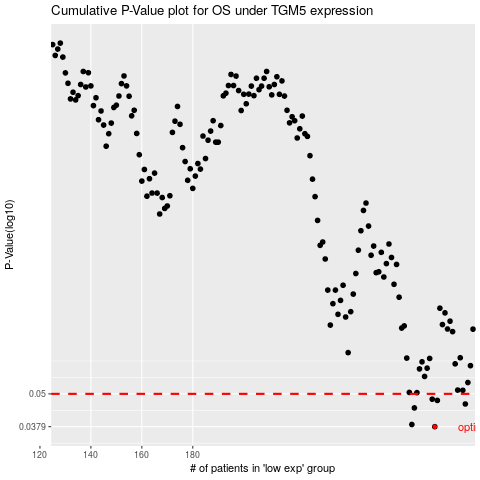 Cumulative P-Value plot for OS under TGM5 expression
P-Value(log10)
0.05
0.0379
opti
120 140 160 180
# of patients in 'low exp' group